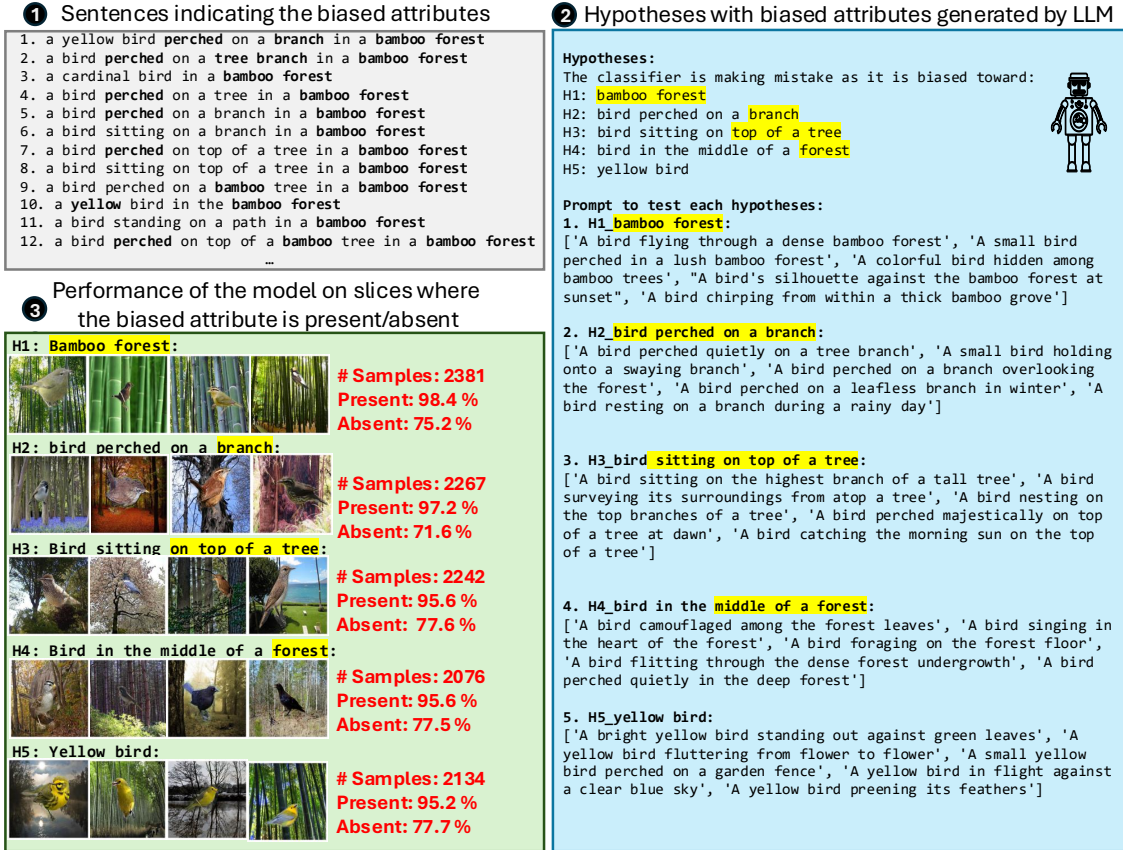 1 Sentences indicating the biased attributes
1. a yellow bird perched on a branch in a bamboo forest
2. a bird perched on a tree branch in a bamboo forest
3. a cardinal bird in a bamboo forest
4. a bird perched on a tree in a bamboo forest
5. a bird perched on a branch in a bamboo forest
6. a bird sitting on a branch in a bamboo forest
7. a bird perched on top of a tree in a bamboo forest
8. a bird sitting on top of a tree in a bamboo forest
9. a bird perched on a bamboo tree in a bamboo forest
10. a yellow bird in the bamboo forest
11. a bird standing on a path in a bamboo forest
12. a bird perched on top of a bamboo tree in a bamboo forest
…
3 Performance of the model on slices where
the biased attribute is present/absent
H1: Bamboo forest:
# Samples: 2381
Present: 98.4 %
Absent: 75.2 %
H2: bird perched on a branch:
# Samples: 2267
Present: 97.2 %
Absent: 71.6 %
H3: Bird sitting on top of a tree:
# Samples: 2242
Present: 95.6 %
Absent: 77.6 %
H4: Bird in the middle of a forest:
# Samples: 2076
Present: 95.6 %
Absent: 77.5 %
H5: Yellow bird:
# Samples: 2134
Present: 95.2 %
Absent: 77.7 %
2 Hypotheses with biased attributes generated by LLM
Hypotheses:
The classifier is making mistake as it is biased toward:
H1: bamboo forest
H2: bird perched on a branch
H3: bird sitting on top of a tree
H4: bird in the middle of a forest
H5: yellow bird
Prompt to test each hypotheses:
1. H1_bamboo forest:
['A bird flying through a dense bamboo forest', 'A small bird
perched in a lush bamboo forest', 'A colorful bird hidden among
bamboo trees', "A bird's silhouette against the bamboo forest at
sunset", 'A bird chirping from within a thick bamboo grove']
2. H2_bird perched on a branch:
['A bird perched quietly on a tree branch', 'A small bird holding
onto a swaying branch', 'A bird perched on a branch overlooking
the forest', 'A bird perched on a leafless branch in winter', 'A
bird resting on a branch during a rainy day']
3. H3_bird sitting on top of a tree:
['A bird sitting on the highest branch of a tall tree', 'A bird
surveying its surroundings from atop a tree', 'A bird nesting on
the top branches of a tree', 'A bird perched majestically on top
of a tree at dawn', 'A bird catching the morning sun on the top
of a tree']
4. H4_bird in the middle of a forest:
['A bird camouflaged among the forest leaves', 'A bird singing in
the heart of the forest', 'A bird foraging on the forest floor',
'A bird flitting through the dense forest undergrowth', 'A bird
perched quietly in the deep forest']
5. H5_yellow bird:
['A bright yellow bird standing out against green leaves', 'A
yellow bird fluttering from flower to flower', 'A small yellow
bird perched on a garden fence', 'A yellow bird in flight against
a clear blue sky', 'A yellow bird preening its feathers']